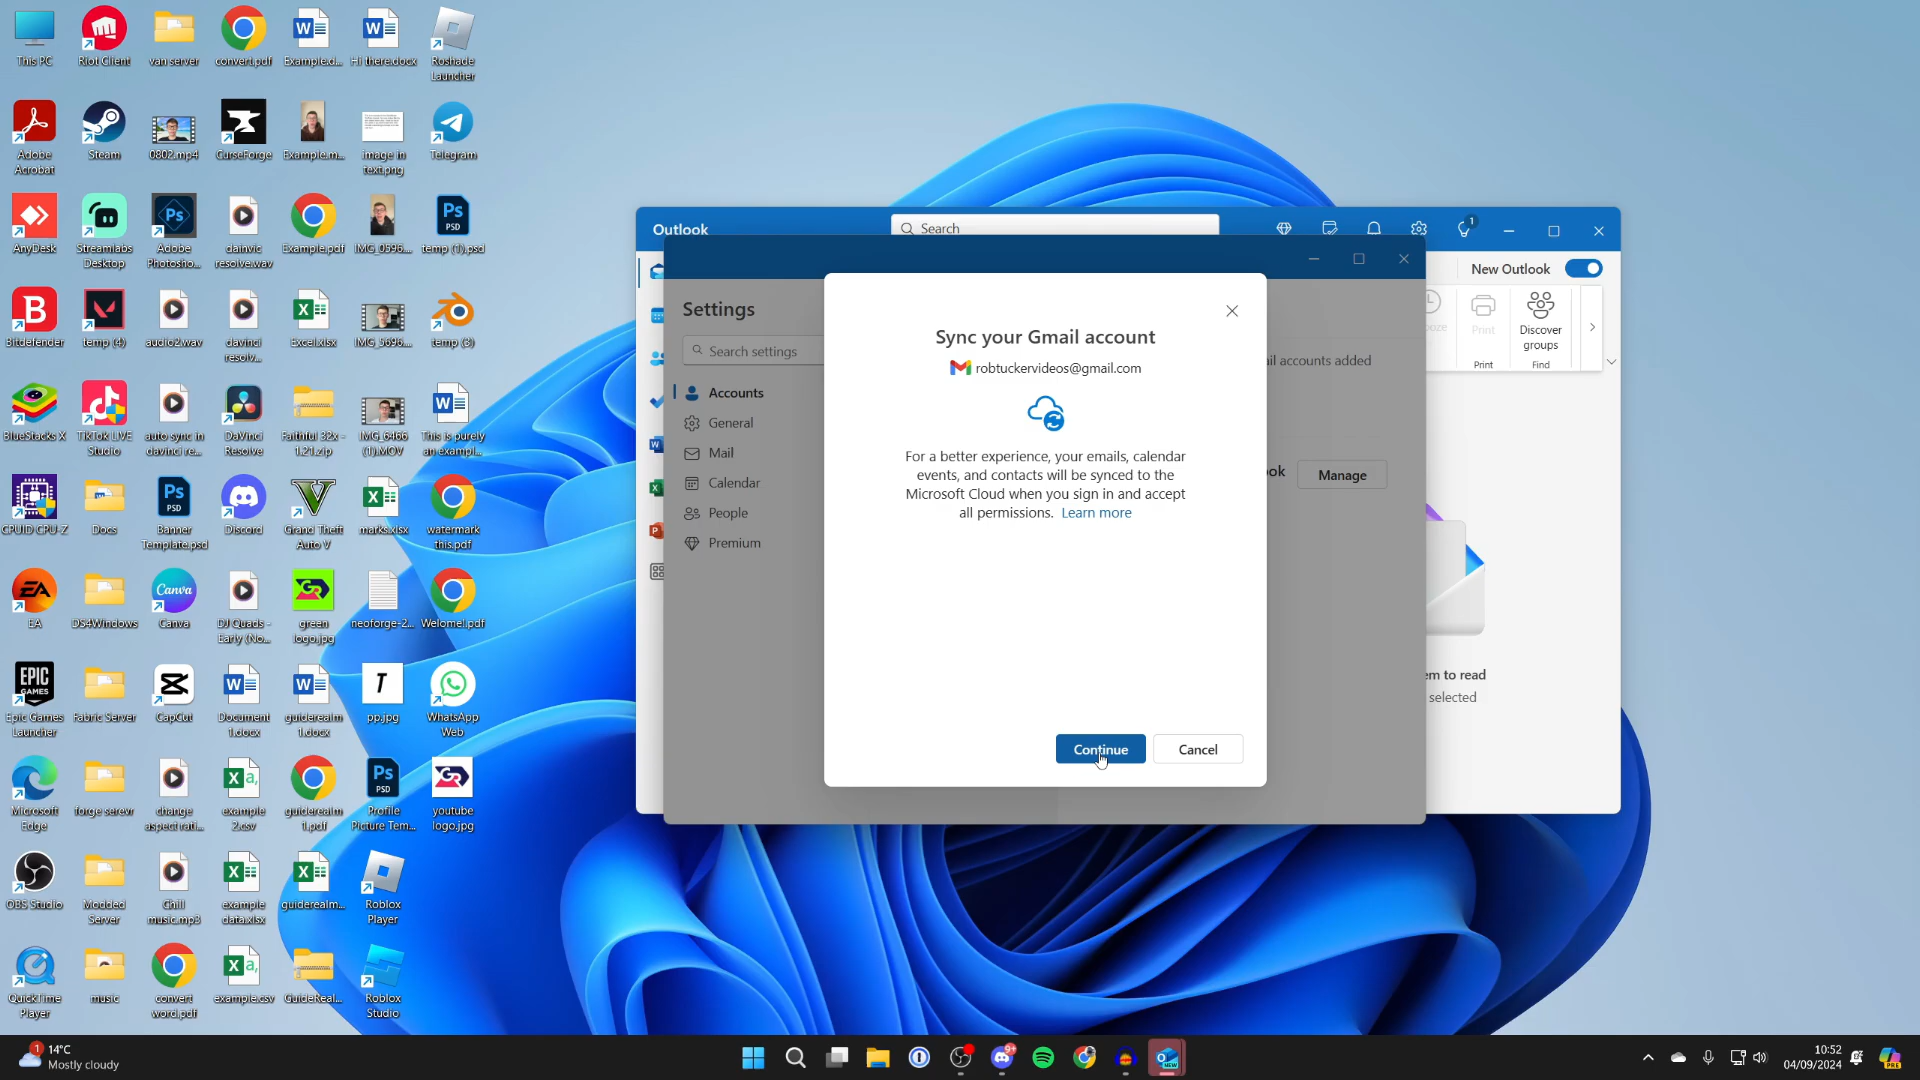 This PC
Riot Client
van server
convert.pdf
Example.d...
Hi there.docx
Roshade
Launcher
Adobe
Acrobat
Steam
0802.mp4
CurseForge
Example.m...
image in
text.png
Telegram
AnyDesk
Streamlabs
Desktop
Adobe
Photosho...
dainvic
resolve.wav
Example.pdf
IMG_0596....
temp (1).psd
Bitdefender
temp (4)
audio2.wav
davinci
resolv...
Excel.xlsx
IMG_5696....
temp (3)
BlueStacks X
TikTok LIVE
Studio
auto sync in
davinci re...
DaVinci
Resolve
Faithful 32x -
1.21.zip
IMG_6466
(1).MOV
This is purely
an exampl...
CPUID CPU-Z
Docs
Banner
Template.psd
Discord
Grand Theft
Auto V
marks.xlsx
watermark
this.pdf
EA
DS4Windows
Canva
DJ Quads -
Early (No...
green
logo.jpg
neoforge-2...
Welome!.pdf
Epic Games
Launcher
Fabric Server
CapCut
Document
1.docx
guiderealm
1.docx
pp.jpg
WhatsApp
Web
Microsoft
Edge
forge serevr
change
aspect rati...
example
2.csv
guiderealm
1.pdf
Profile
Picture Tem...
youtube
logo.jpg
OBS Studio
Modded
Server
Chill
music.mp3
example
data.xlsx
guiderealm...
Roblox
Player
QuickTime
Player
music
convert
word.pdf
example.csv
GuideReal...
Roblox
Studio
Outlook
Search
1
New Outlook
Print
Discover
groups
Print
Find
Settings
Search settings
Accounts
General
Mail
Calendar
People
Premium
il accounts added
ook
Manage
em to read
selected
Sync your Gmail account
robtuckervideos@gmail.com
For a better experience, your emails, calendar
events, and contacts will be synced to the
Microsoft Cloud when you sign in and accept
all permissions. Learn more
Continue
Cancel
1
14°C
Mostly cloudy
9+
NEW
10:52
04/09/2024
PRE